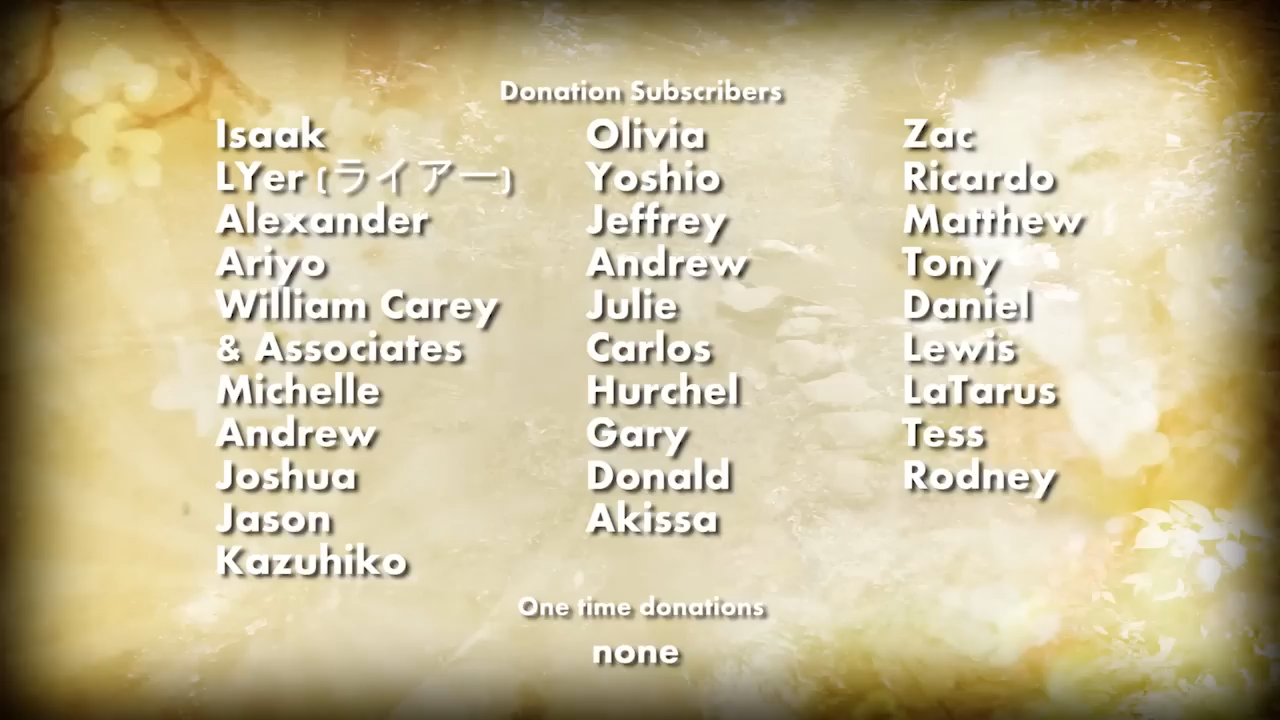 Donation Subscribers
Isaak
LYer (ライアー)
Alexander
Ariyo
William Carey
& Associates
Michelle
Andrew
Joshua
Jason
Kazuhiko
Olivia
Yoshio
Jeffrey
Andrew
Julie
Carlos
Hurchel
Gary
Donald
Akissa
Zac
Ricardo
Matthew
Tony
Daniel
Lewis
LaTarus
Tess
Rodney
One time donations
none